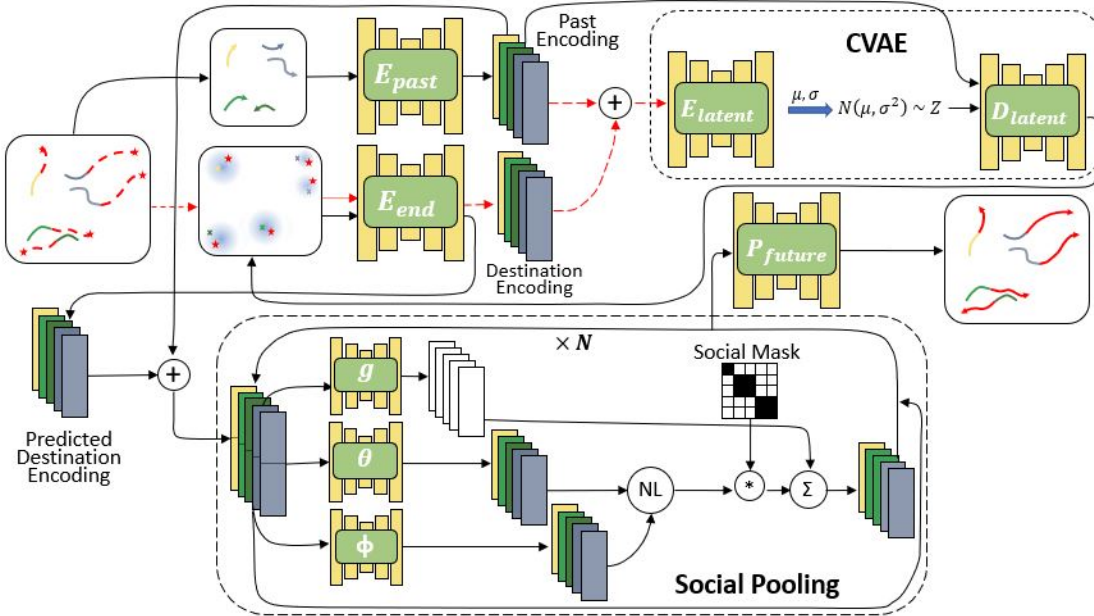 Past
Encoding
CVAE
E_past
E_latent
μ, σ
N(μ, σ²) ~ Z
D_latent
E_end
P_future
Destination
Encoding
× N
Social Mask
g
Predicted
Destination
Encoding
θ
NL
*
Σ
ϕ
Social Pooling
+
+